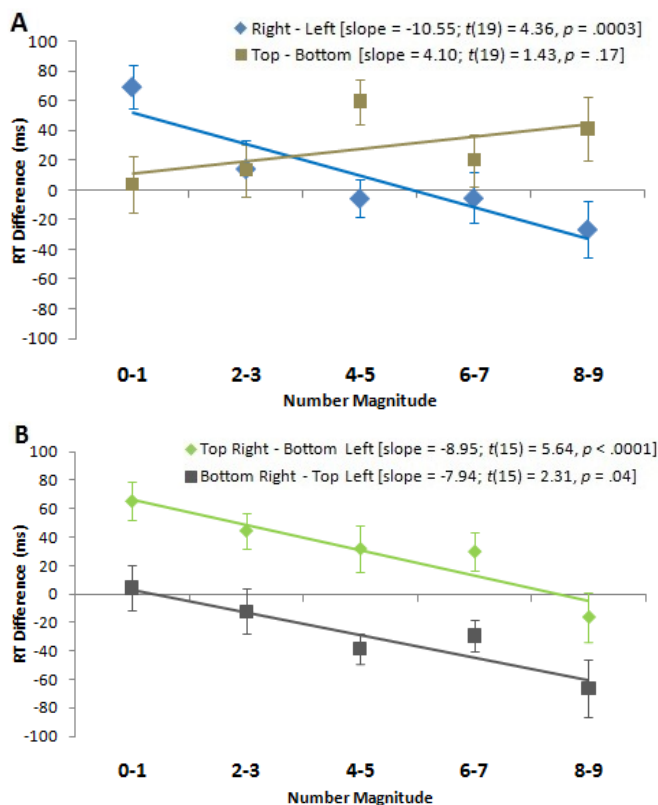 A
Right - Left [slope = -10.55; t(19) = 4.36, p = .0003]
Top - Bottom [slope = 4.10; t(19) = 1.43, p = .17]
100
80
60
40
20
0
-20
-40
-60
-80
-100
RT Difference (ms)
0-1 2-3 4-5 6-7 8-9
Number Magnitude
B
Top Right - Bottom Left [slope = -8.95; t(15) = 5.64, p < .0001]
Bottom Right - Top Left [slope = -7.94; t(15) = 2.31, p = .04]
100
80
60
40
20
0
-20
-40
-60
-80
-100
RT Difference (ms)
0-1 2-3 4-5 6-7 8-9
Number Magnitude